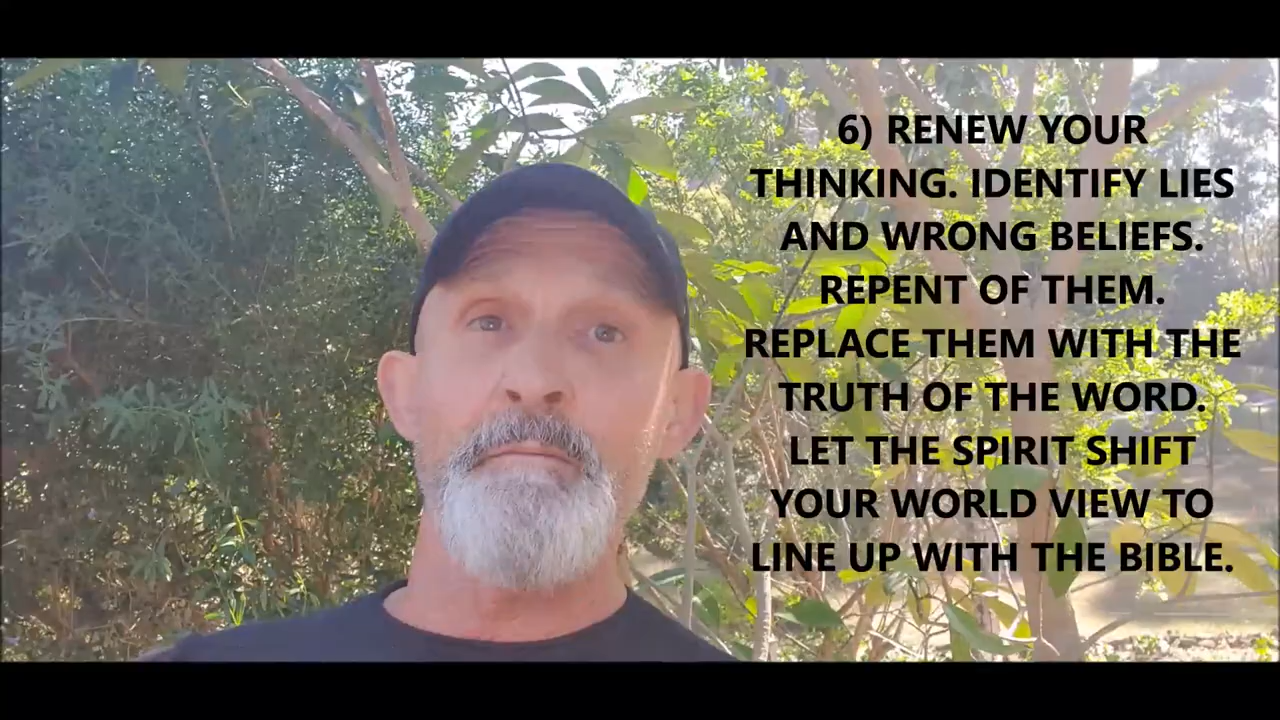 6) RENEW YOUR
THINKING. IDENTIFY LIES
AND WRONG BELIEFS.
REPENT OF THEM.
REPLACE THEM WITH THE
TRUTH OF THE WORD.
LET THE SPIRIT SHIFT
YOUR WORLD VIEW TO
LINE UP WITH THE BIBLE.